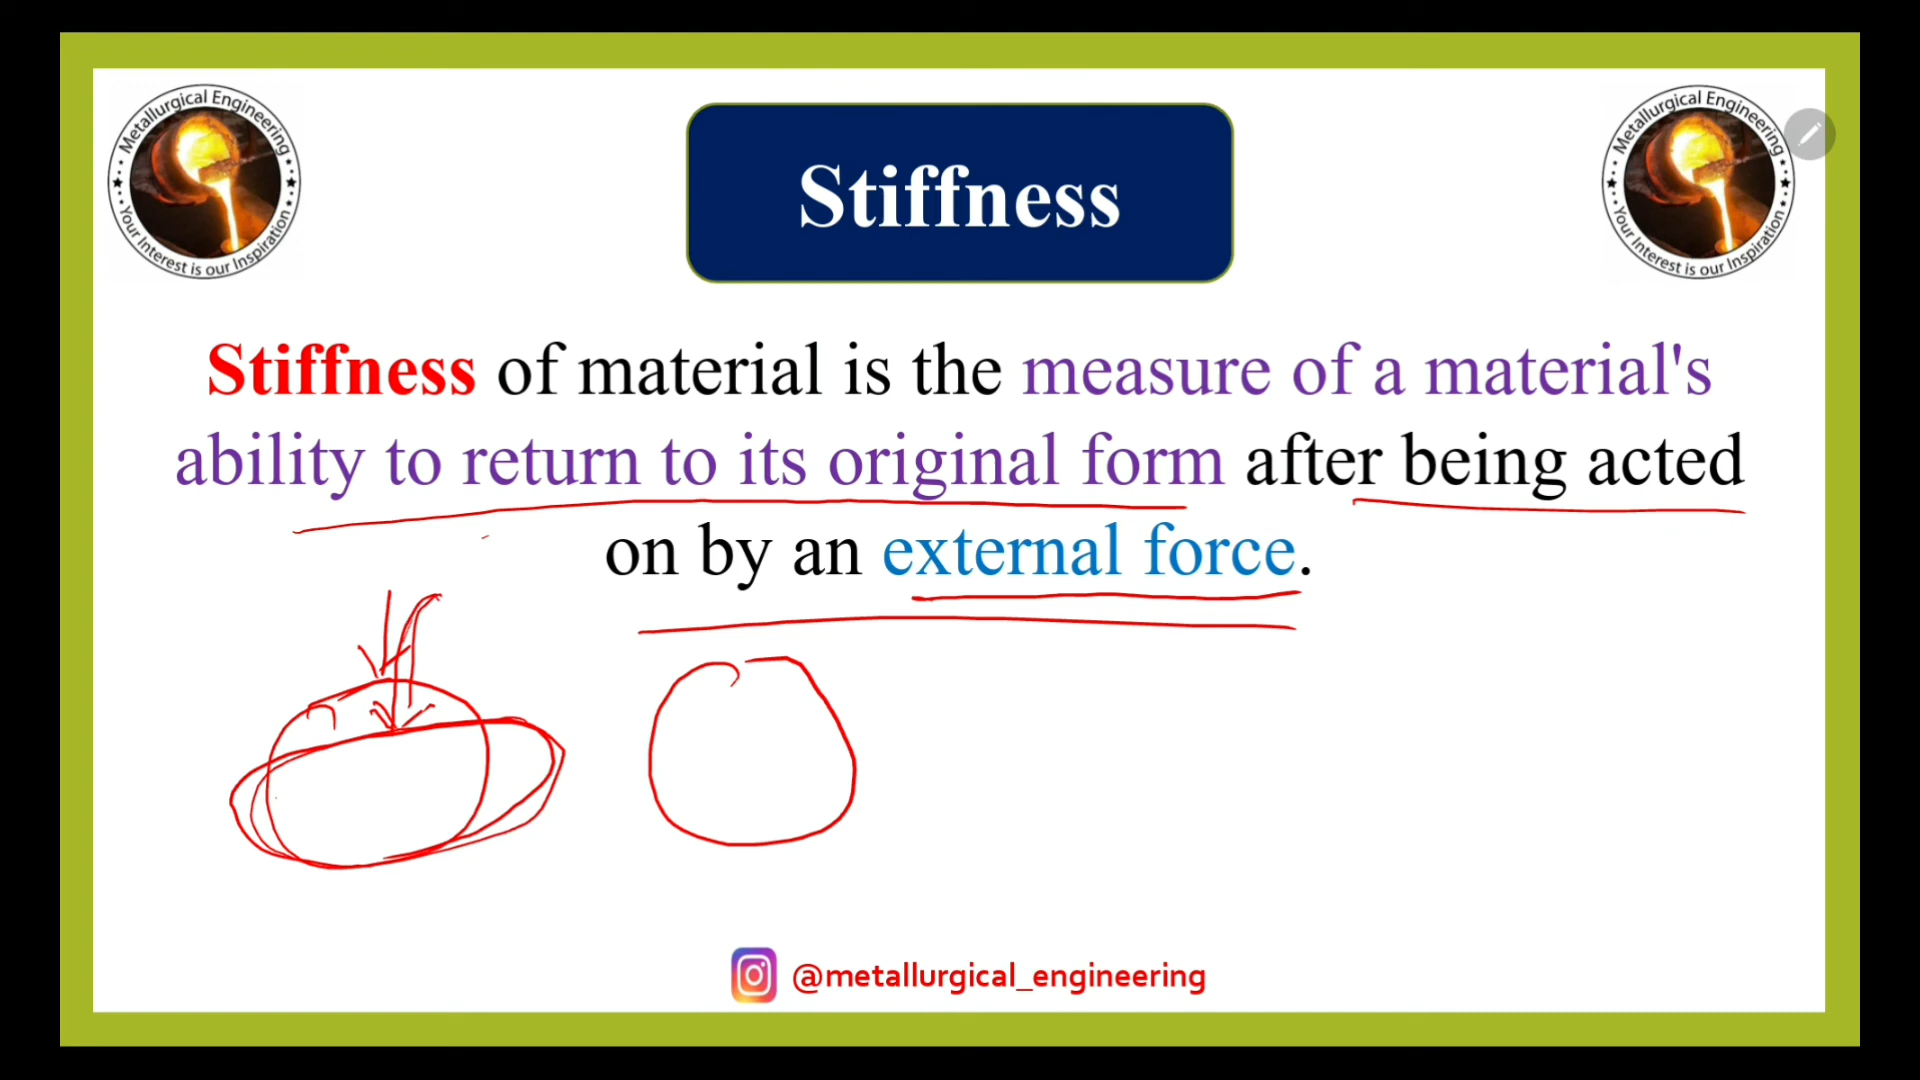 Metallurgical Engineering
Your Interest is our Inspiration
Metallurgical Engineering
Your Interest is our Inspiration
Stiffness
Stiffness of material is the measure of a material's
ability to return to its original form after being acted
on by an external force.
@metallurgical_engineering